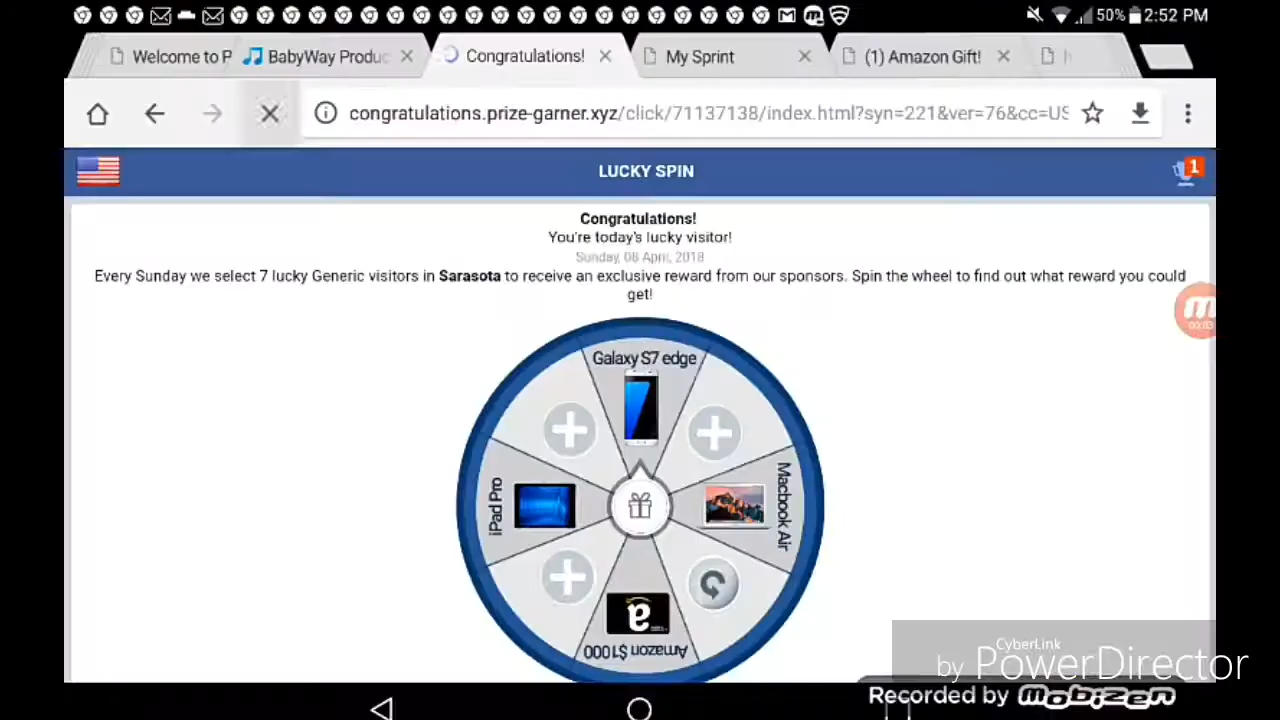 50% 2:52 PM
Welcome to P
BabyWay Produc
Congratulations!
My Sprint
(1) Amazon Gift!
congratulations.prize-garner.xyz/click/71137138/index.html?syn=221&ver=76&cc=US
LUCKY SPIN
1
Congratulations!
You're today's lucky visitor!
Sunday, 08 April, 2018
Every Sunday we select 7 lucky Generic visitors in Sarasota to receive an exclusive reward from our sponsors. Spin the wheel to find out what reward you could
get!
Galaxy S7 edge
iPad Pro
Macbook Air
Amazon $1000
CyberLink
by PowerDirector
Recorded by mobizen